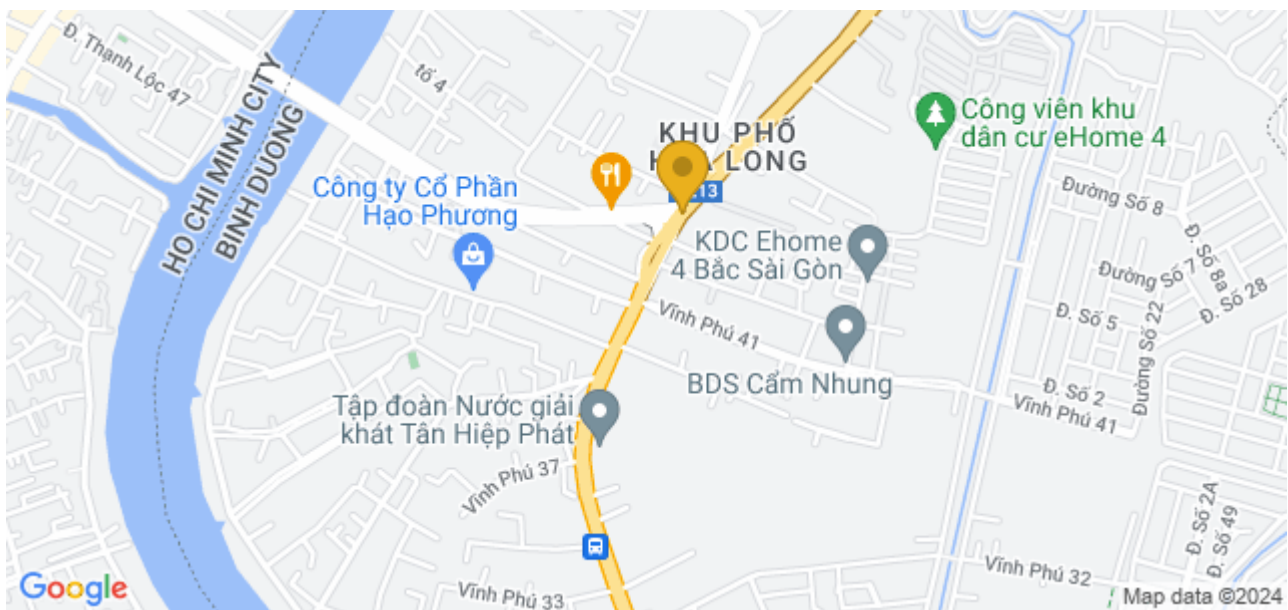 Đ. Thạnh Lộc 47
HO CHI MINH CITY
BINH DUONG
tổ 4
KHU PHỐ
LONG
13
Công viên khu
dân cư eHome 4
Công ty Cổ Phần
Hạo Phương
KDC Ehome
4 Bắc Sài Gòn
Đường Số 8
Đ. Số 8a
Đường Số 7
Đ. Số 28
Đ. Số 5
Đường Số 22
Vĩnh Phú 41
BDS Cẩm Nhung
Đ. Số 2
Vĩnh Phú 41
Tập đoàn Nước giải
khát Tân Hiệp Phát
Vĩnh Phú 37
Đ. Số 2A
Đ. Số 49
Vĩnh Phú 32
Vĩnh Phú 33
Google
Map data ©2024